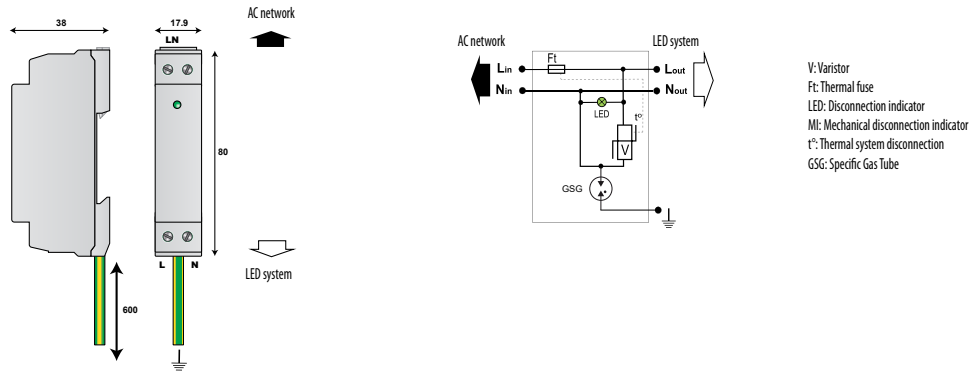 38
17.9
AC network
LN
80
L N
LED system
600
AC network
LED system
Ft
Lin
Lout
Nin
Nout
LED
t°
V
GSG
V: Varistor
Ft: Thermal fuse
LED: Disconnection indicator
MI: Mechanical disconnection indicator
t°: Thermal system disconnection
GSG: Specific Gas Tube